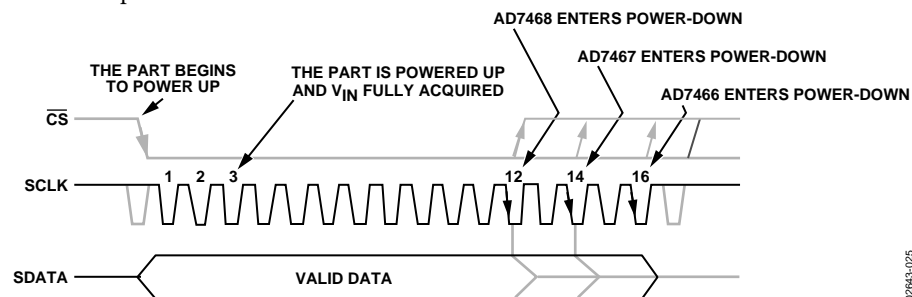 AD7468 ENTERS POWER-DOWN
AD7467 ENTERS POWER-DOWN
THE PART BEGINS
TO POWER UP
THE PART IS POWERED UP
AND VIN FULLY ACQUIRED
AD7466 ENTERS POWER-DOWN
CS
SCLK
1 2 3 12 14 16
SDATA
VALID DATA
02643-025